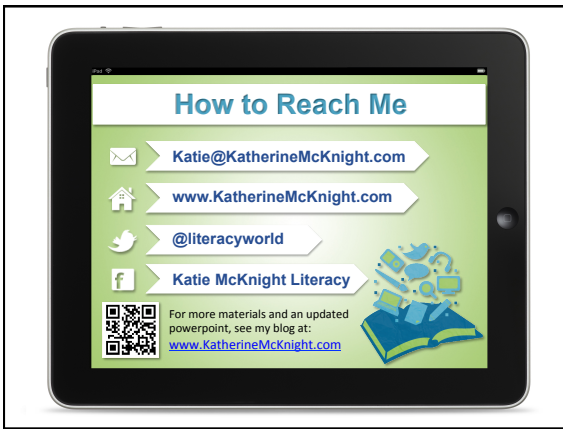 iPad
How to Reach Me
Katie@KatherineMcKnight.com
www.KatherineMcKnight.com
@literacyworld
Katie McKnight Literacy
For more materials and an updated
powerpoint, see my blog at:
www.KatherineMcKnight.com